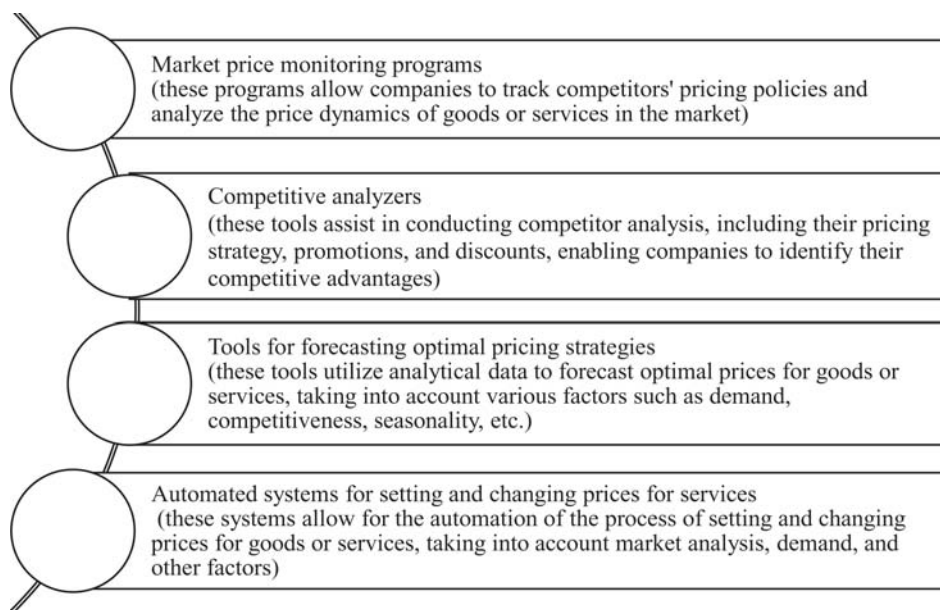 Market price monitoring programs
(these programs allow companies to track competitors' pricing policies and
analyze the price dynamics of goods or services in the market)
Competitive analyzers
(these tools assist in conducting competitor analysis, including their pricing
strategy, promotions, and discounts, enabling companies to identify their
competitive advantages)
Tools for forecasting optimal pricing strategies
(these tools utilize analytical data to forecast optimal prices for goods or
services, taking into account various factors such as demand,
competitiveness, seasonality, etc.)
Automated systems for setting and changing prices for services
(these systems allow for the automation of the process of setting and changing
prices for goods or services, taking into account market analysis, demand, and
other factors)